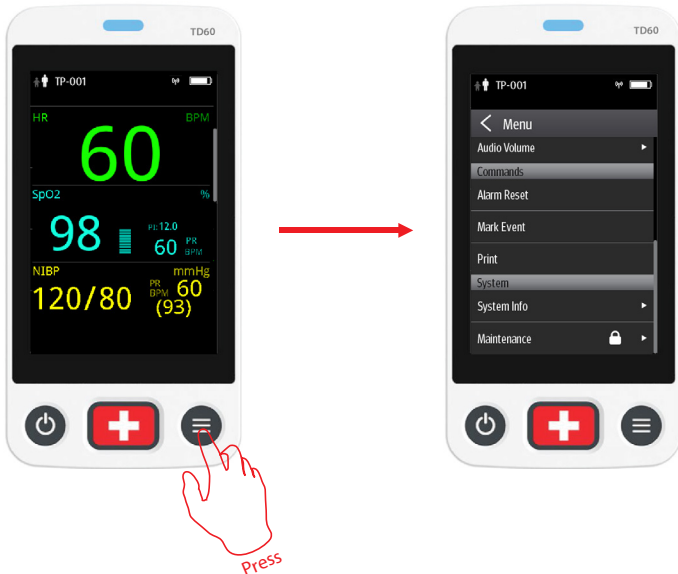 TD60
TP-001
HR BPM
60
SpO2 %
98
PI:12.0
60 PR BPM
NIBP mmHg
120/80
PR BPM 60
(93)
Press
TD60
TP-001
Menu
Audio Volume
Commands
Alarm Reset
Mark Event
Print
System
System Info
Maintenance